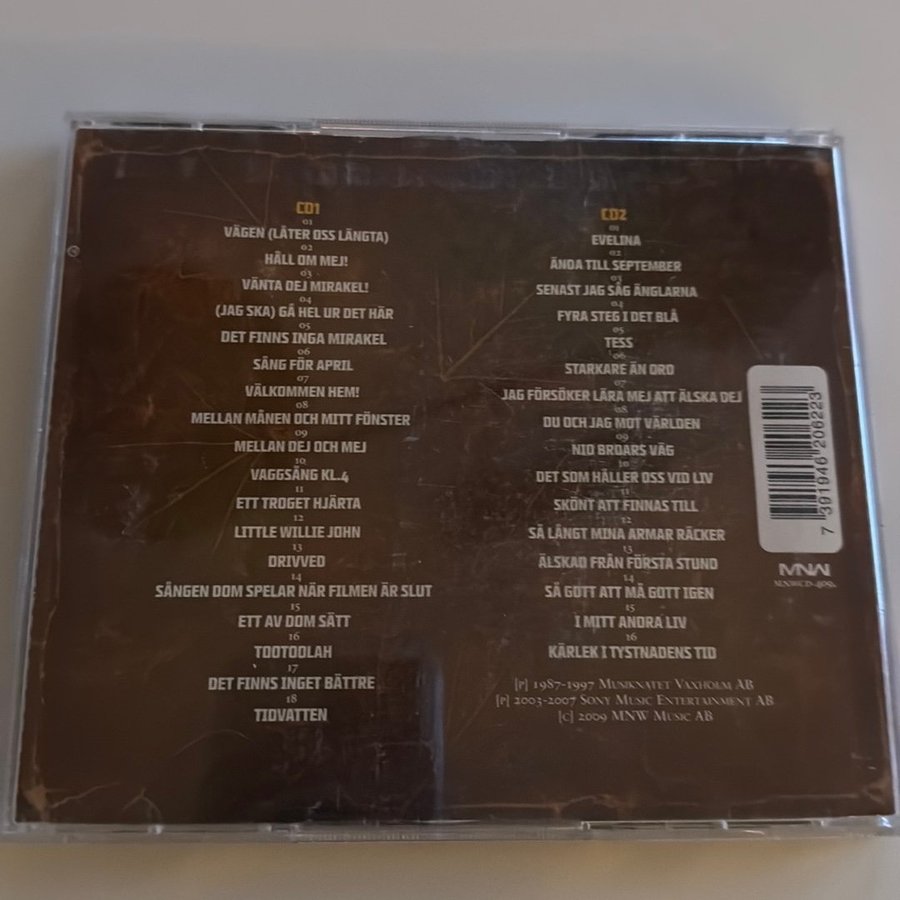 CD1
01
VÄGEN (LÅTER OSS LÄNGTA)
02
HÅLL OM MEJ!
03
VÄNTA DEJ MIRAKEL!
04
(JAG SKA) GÅ HEL UR DET HÄR
05
DET FINNS INGA MIRAKEL
06
SÅNG FÖR APRIL
07
VÄLKOMMEN HEM!
08
MELLAN MÅNEN OCH MITT FÖNSTER
09
MELLAN DEJ OCH MEJ
10
VAGGSÅNG KL.4
11
ETT TROGET HJÄRTA
12
LITTLE WILLIE JOHN
13
DRIVVED
14
SÅNGEN DOM SPELAR NÄR FILMEN ÄR SLUT
15
ETT AV DOM SÄTT
16
TOOTOOLAH
17
DET FINNS INGET BÄTTRE
18
TIDVATTEN
CD2
01
EVELINA
02
ÄNDA TILL SEPTEMBER
03
SENAST JAG SÅG ÄNGLARNA
04
FYRA STEG I DET BLÅ
05
TESS
06
STARKARE ÄN ORD
07
JAG FÖRSÖKER LÄRA MEJ ATT ÄLSKA DEJ
08
DU OCH JAG MOT VÄRLDEN
09
NIO BROARS VÄG
10
DET SOM HÅLLER OSS VID LIV
11
SKÖNT ATT FINNAS TILL
12
SÅ LÅNGT MINA ARMAR RÄCKER
13
ÄLSKAD FRÅN FÖRSTA STUND
14
SÅ GOTT ATT MÅ GOTT IGEN
15
I MITT ANDRA LIV
16
KÄRLEK I TYSTNADENS TID
[P] 1987-1997 MUSIKNÄTET VAXHOLM AB
[P] 2003-2007 SONY MUSIC ENTERTAINMENT AB
[C] 2009 MNW MUSIC AB
7 391946 206223
MNW